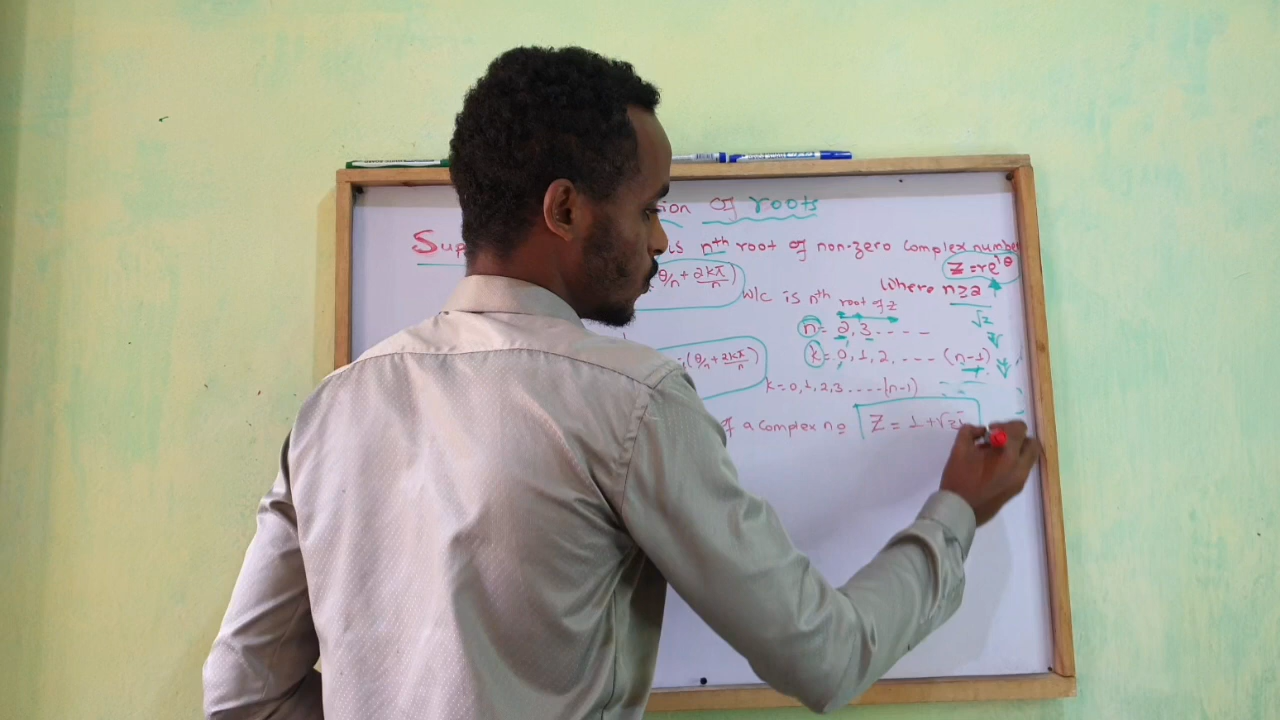 ion of roots
Sup is nth root of non-zero complex number
Z = re^iθ
θ/n + 2kπ/n) w/c is nth root of z where n≥2
√z
n = 2, 3 - - - -
-i(θ/n + 2kπ/n) k = 0, 1, 2, - - - - (n-1)
k = 0, 1, 2, 3 - - - - (n-1)
of a complex no Z = 1 + √